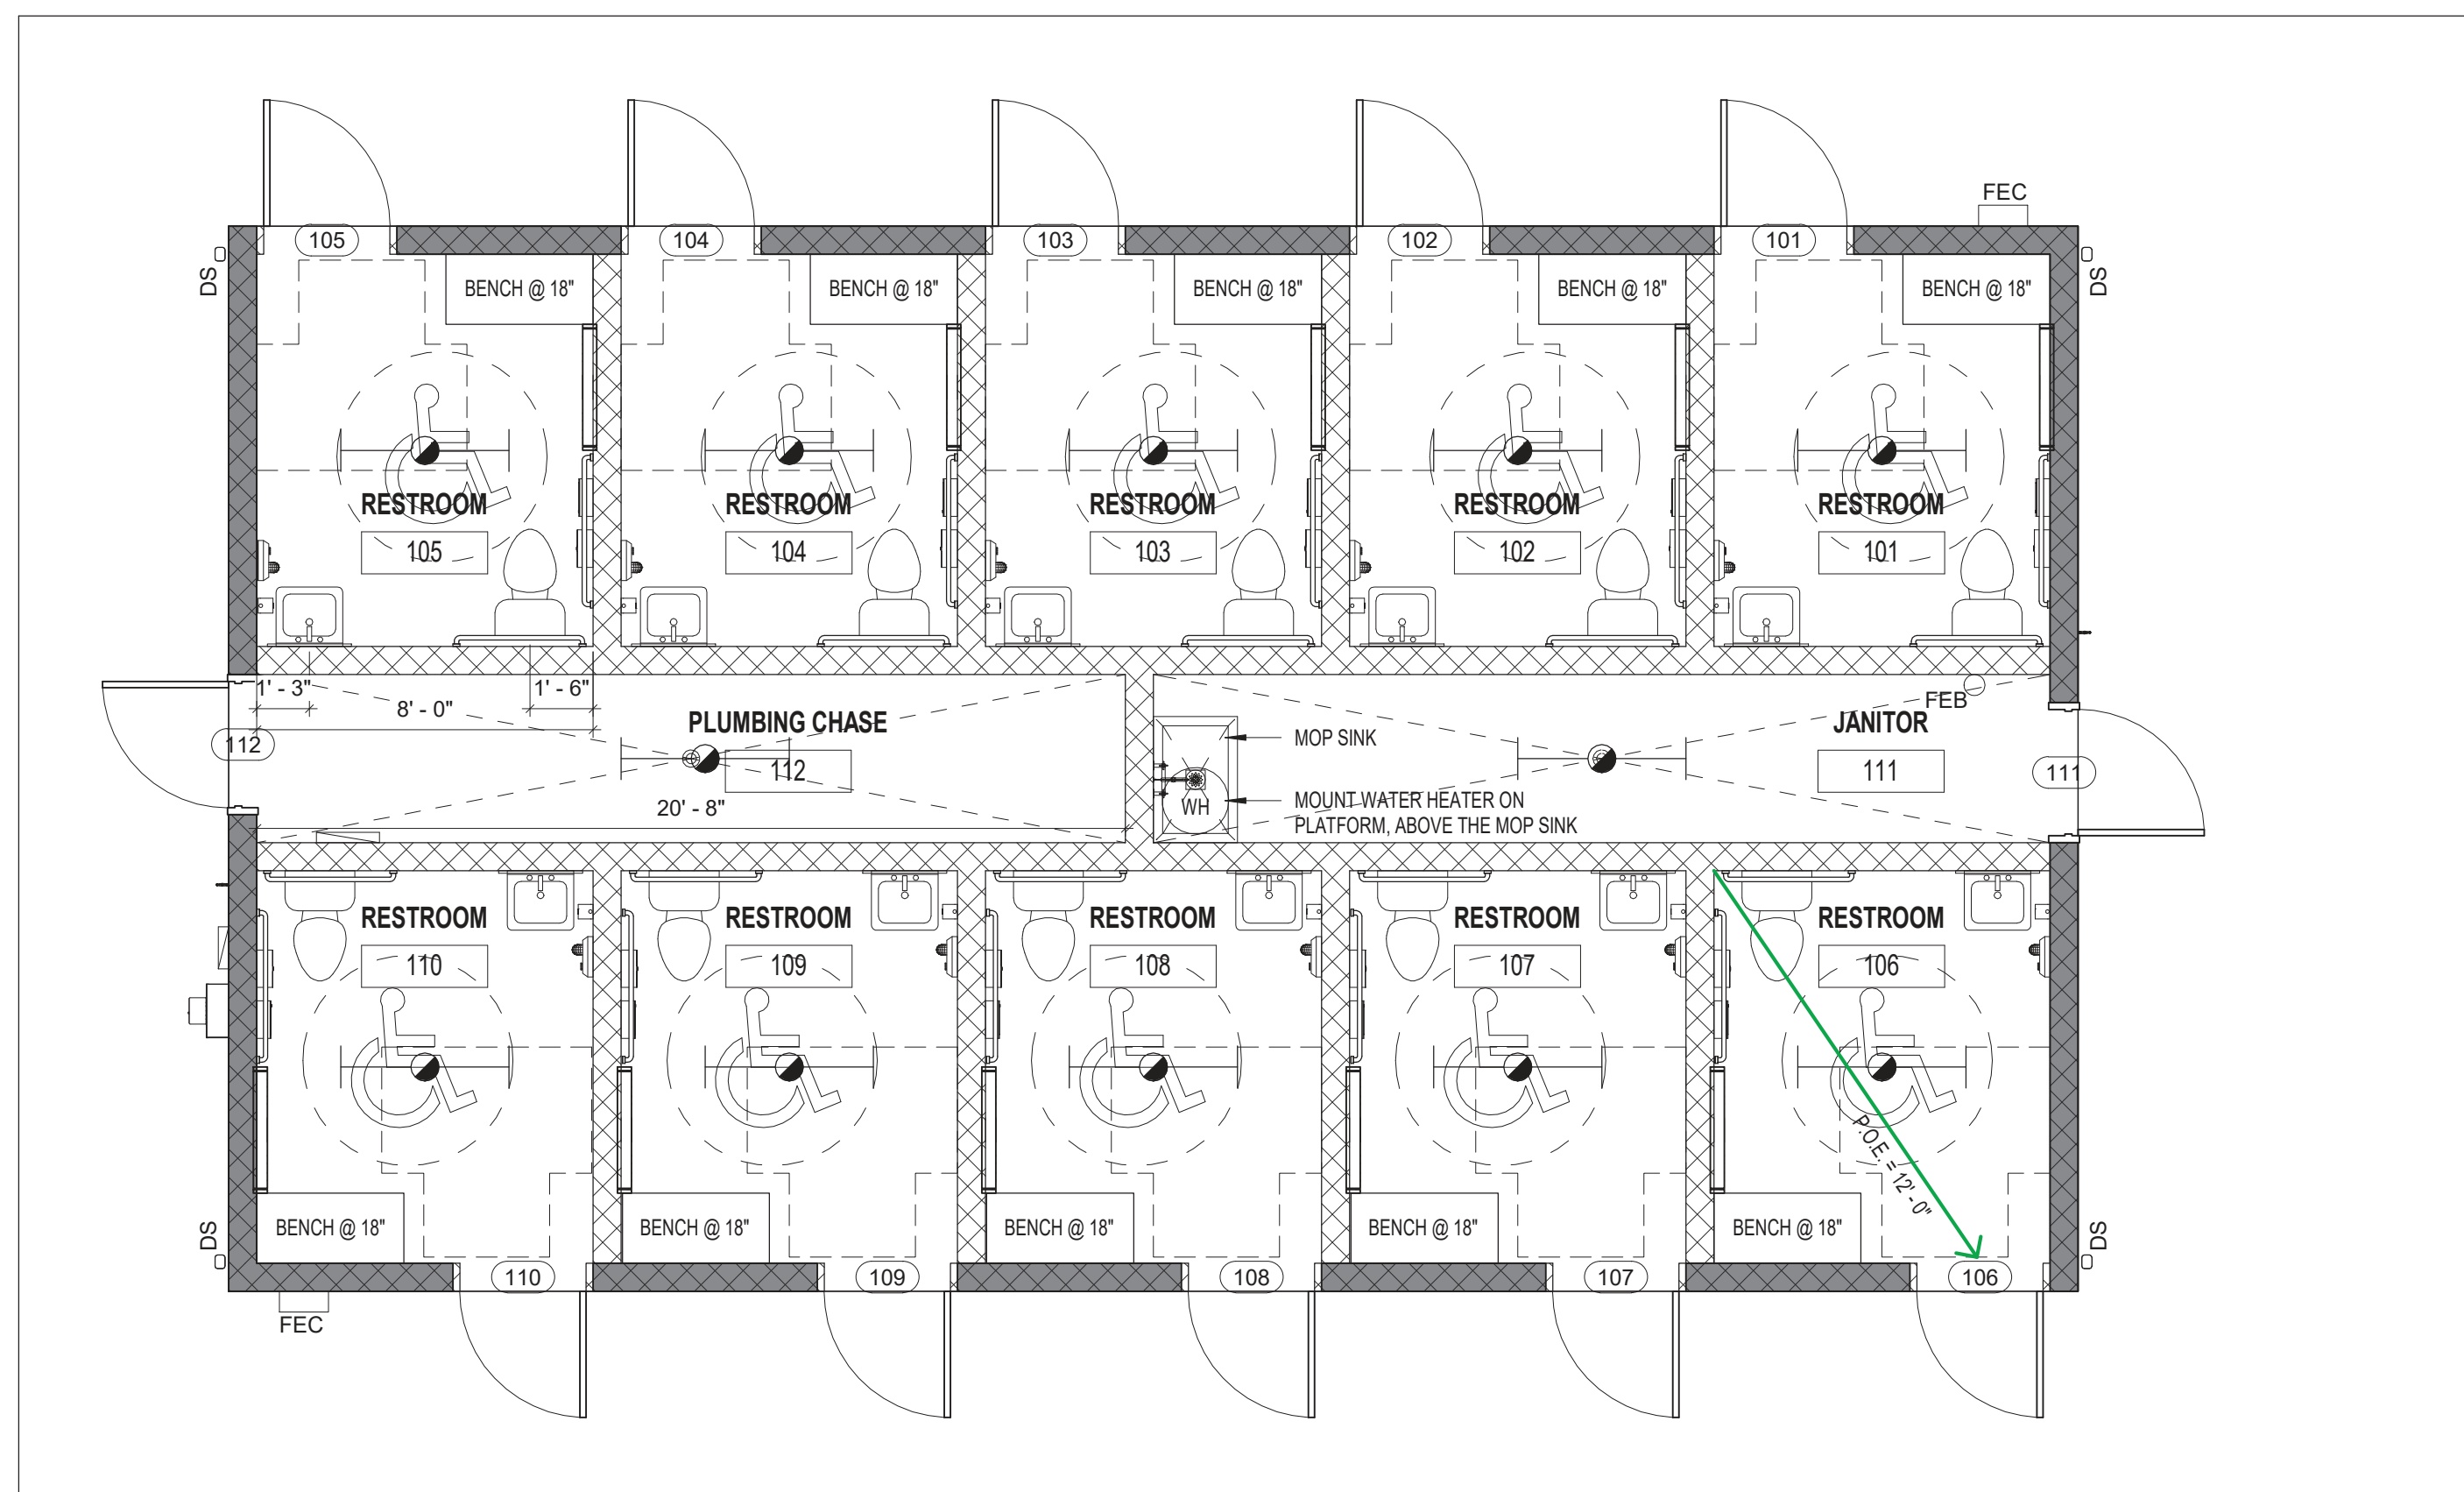 FEC
105
104
103
102
101
DS
DS
BENCH @ 18"
BENCH @ 18"
BENCH @ 18"
BENCH @ 18"
BENCH @ 18"
RESTROOM
RESTROOM
RESTROOM
RESTROOM
RESTROOM
105
104
103
102
101
1' - 3"
1' - 6"
8' - 0"
FEB
PLUMBING CHASE
JANITOR
112
MOP SINK
112
111
111
20' - 8"
WH
MOUNT WATER HEATER ON
PLATFORM, ABOVE THE MOP SINK
RESTROOM
RESTROOM
RESTROOM
RESTROOM
RESTROOM
110
109
108
107
106
P.O.E. = 12' - 0"
DS
DS
BENCH @ 18"
BENCH @ 18"
BENCH @ 18"
BENCH @ 18"
BENCH @ 18"
110
109
108
107
106
FEC